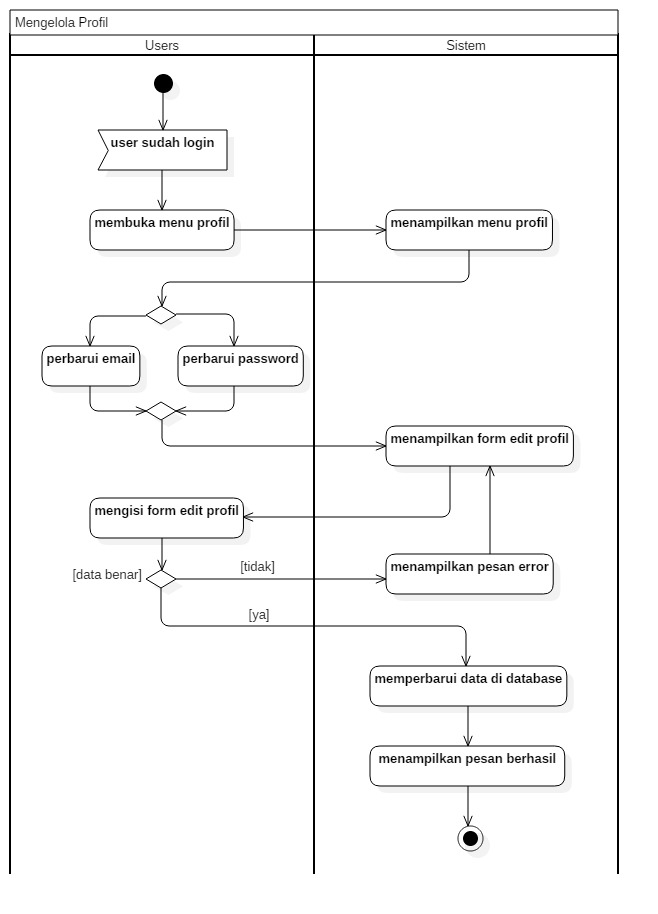 Mengelola Profil
Users
Sistem
user sudah login
membuka menu profil
menampilkan menu profil
perbarui email
perbarui password
menampilkan form edit profil
mengisi form edit profil
[data benar]
[tidak]
menampilkan pesan error
[ya]
memperbarui data di database
menampilkan pesan berhasil